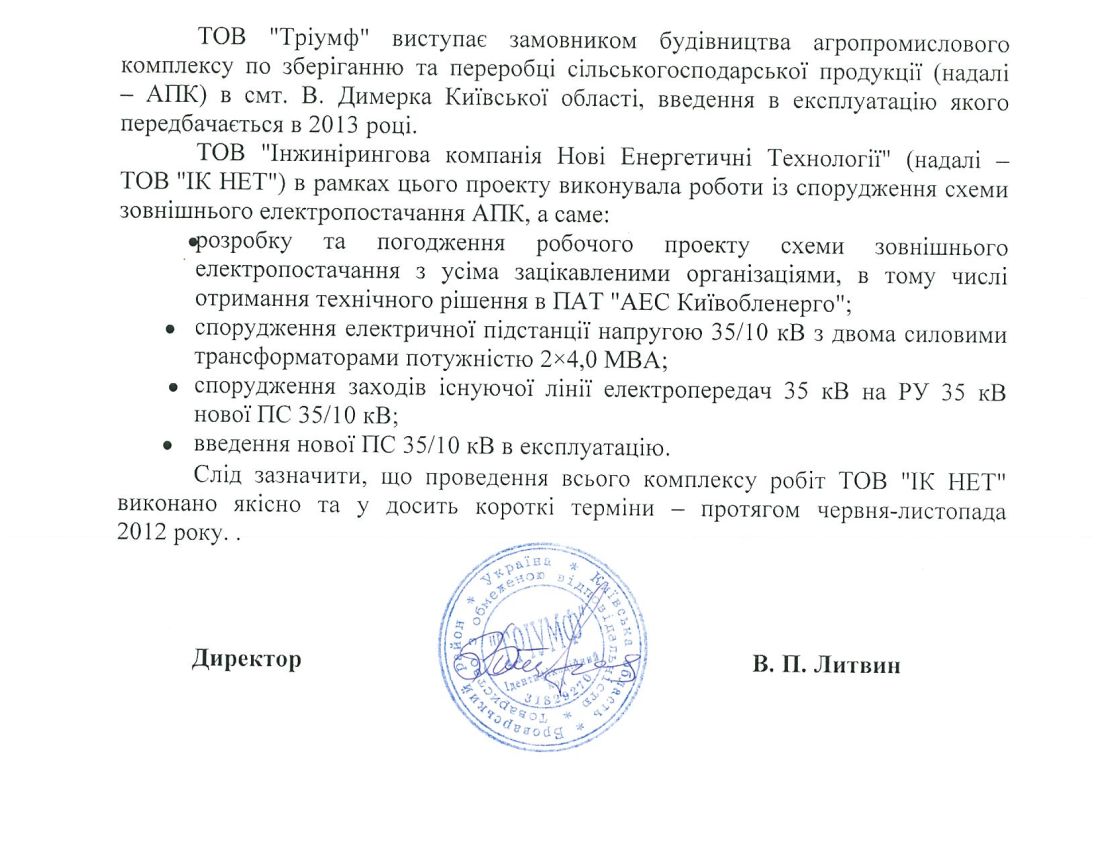 ТОВ "Тріумф" виступає замовником будівництва агропромислового
комплексу по зберіганню та переробці сільськогосподарської продукції (надалі
– АПК) в смт. В. Димерка Київської області, введення в експлуатацію якого
передбачається в 2013 році.
ТОВ "Інжинірингова компанія Нові Енергетичні Технології" (надалі –
ТОВ "ІК НЕТ") в рамках цього проекту виконувала роботи із спорудження схеми
зовнішнього електропостачання АПК, а саме:
•розробку та погодження робочого проекту схеми зовнішнього
електропостачання з усіма зацікавленими організаціями, в тому числі
отримання технічного рішення в ПАТ "АЕС Київобленерго";
• спорудження електричної підстанції напругою 35/10 кВ з двома силовими
трансформаторами потужністю 2×4,0 МВА;
• спорудження заходів існуючої лінії електропередач 35 кВ на РУ 35 кВ
нової ПС 35/10 кВ;
• введення нової ПС 35/10 кВ в експлуатацію.
Слід зазначити, що проведення всього комплексу робіт ТОВ "ІК НЕТ"
виконано якісно та у досить короткі терміни – протягом червня-листопада
2012 року. .
Директор
В. П. Литвин
* Україна * Київська область * Броварський район
Товариство з обмеженою відповідальністю *